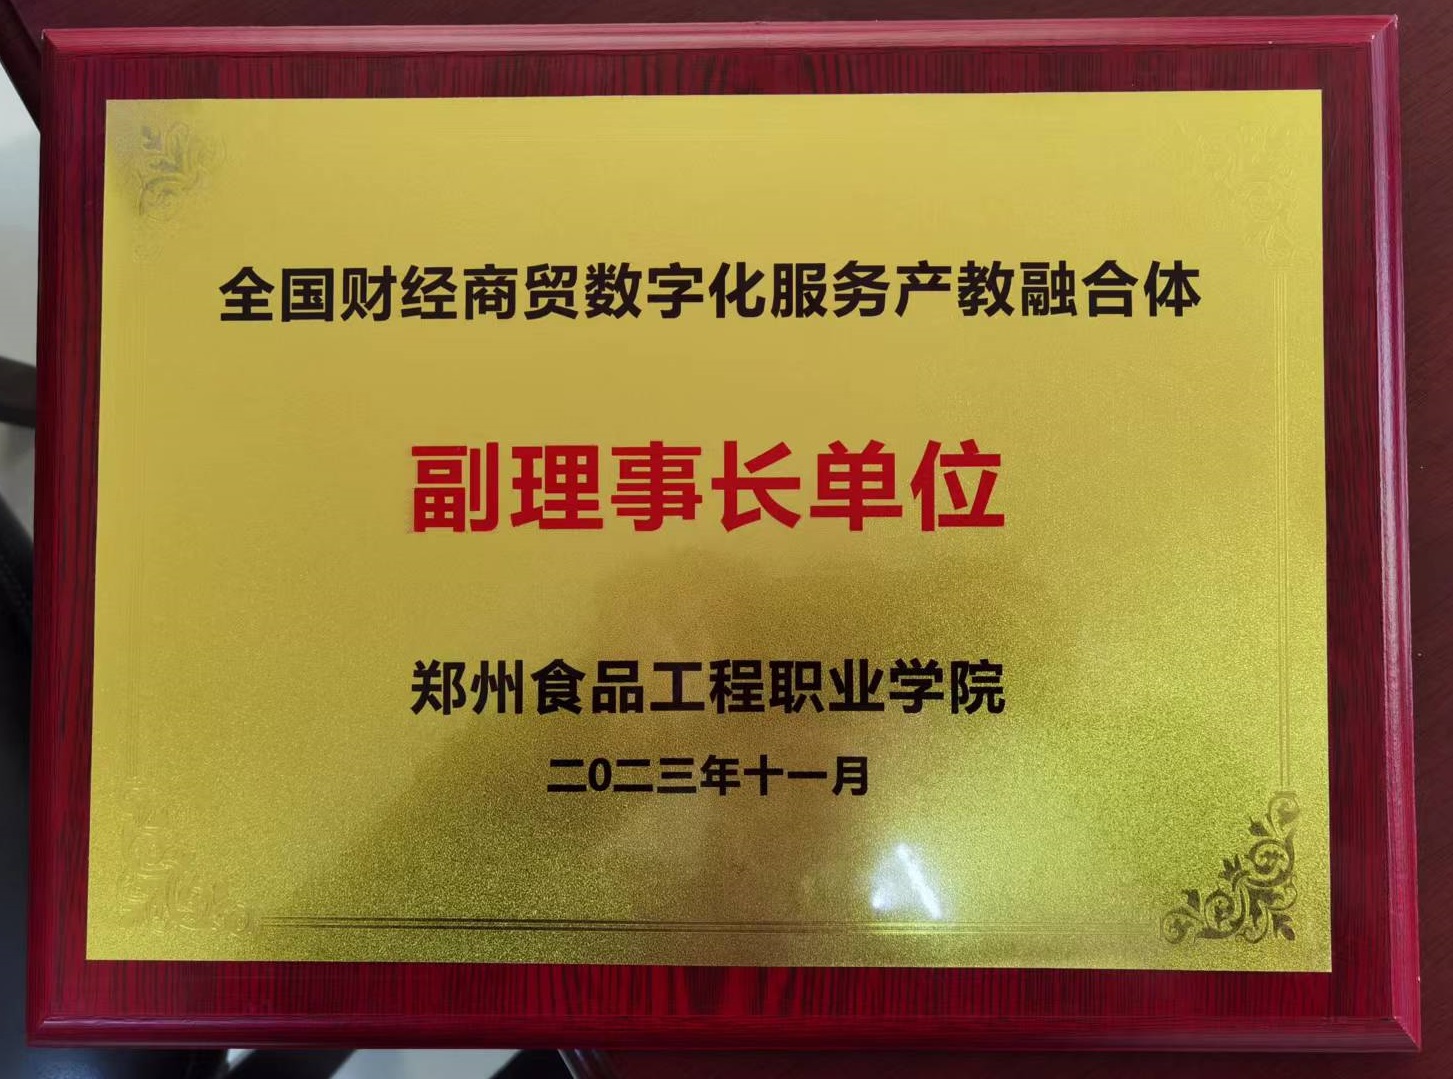 全国财经商贸数字化服务产教融合体
副理事长单位
郑州食品工程职业学院
二0二三年十一月